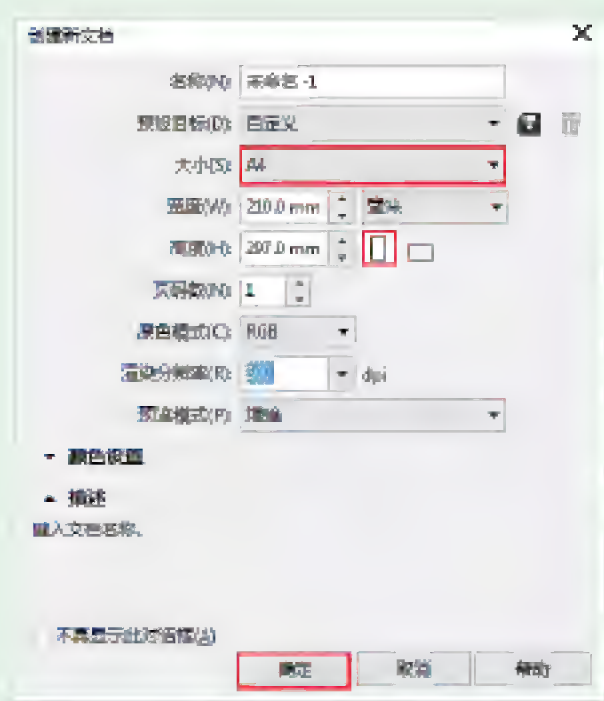 创建新文档
名称(N): 未命名 -1
预设目标(D): 自定义
大小(S): A4
宽度(W): 210.0 mm 毫米
高度(H): 297.0 mm
页码数(N): 1
原色模式(C): RGB
渲染分辨率(R): 300 dpi
预览模式(P): 增强
颜色设置
描述
键入文档名称。
不再显示此对话框(A)
确定 取消 帮助